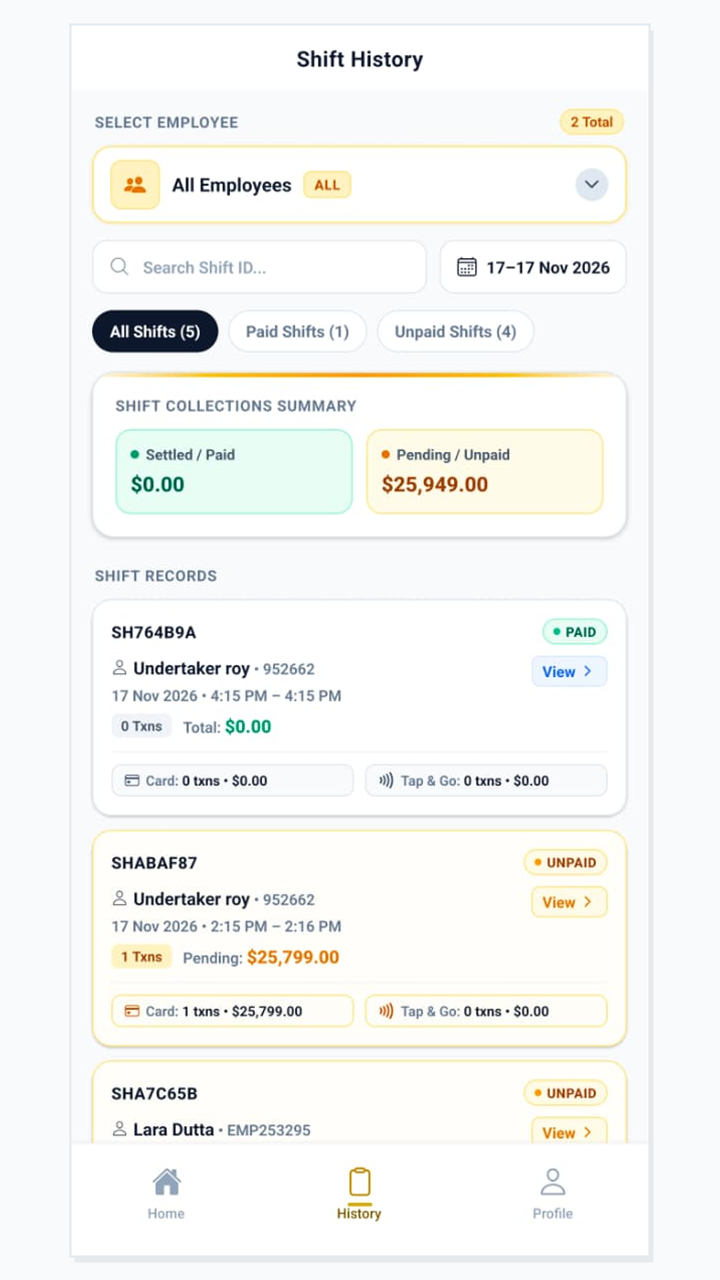 Shift History
SELECT EMPLOYEE
2 Total
All Employees ALL
Search Shift ID...
17–17 Nov 2026
All Shifts (5)
Paid Shifts (1)
Unpaid Shifts (4)
SHIFT COLLECTIONS SUMMARY
Settled / Paid
$0.00
Pending / Unpaid
$25,949.00
SHIFT RECORDS
SH764B9A
PAID
Undertaker roy • 952662
View
17 Nov 2026 • 4:15 PM – 4:15 PM
0 Txns Total: $0.00
Card: 0 txns • $0.00
Tap & Go: 0 txns • $0.00
SHABAF87
UNPAID
Undertaker roy • 952662
View
17 Nov 2026 • 2:15 PM – 2:16 PM
1 Txns Pending: $25,799.00
Card: 1 txns • $25,799.00
Tap & Go: 0 txns • $0.00
SHA7C65B
UNPAID
Lara Dutta • EMP253295
View
Home
History
Profile